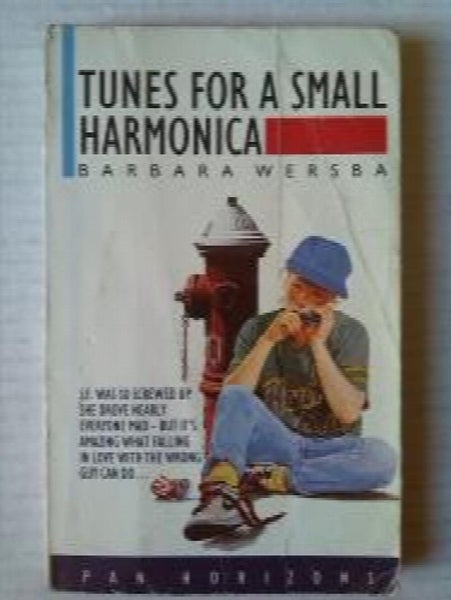 TUNES FOR A SMALL
HARMONICA
BARBARA WERSBA
J.F. WAS SO SCREWED UP
SHE DROVE NEARLY
EVERYONE MAD - BUT IT'S
AMAZING WHAT FALLING
IN LOVE WITH THE WRONG
GUY CAN DO...
PAN HORIZONS